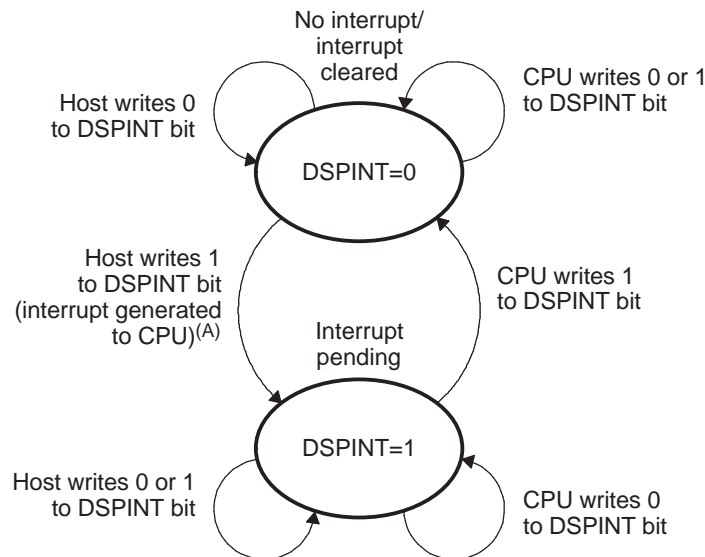 No interrupt/
interrupt
cleared
Host writes 0
to DSPINT bit
CPU writes 0 or 1
to DSPINT bit
DSPINT=0
Host writes 1
to DSPINT bit
(interrupt generated
to CPU)(A)
CPU writes 1
to DSPINT bit
Interrupt
pending
DSPINT=1
Host writes 0 or 1
to DSPINT bit
CPU writes 0
to DSPINT bit